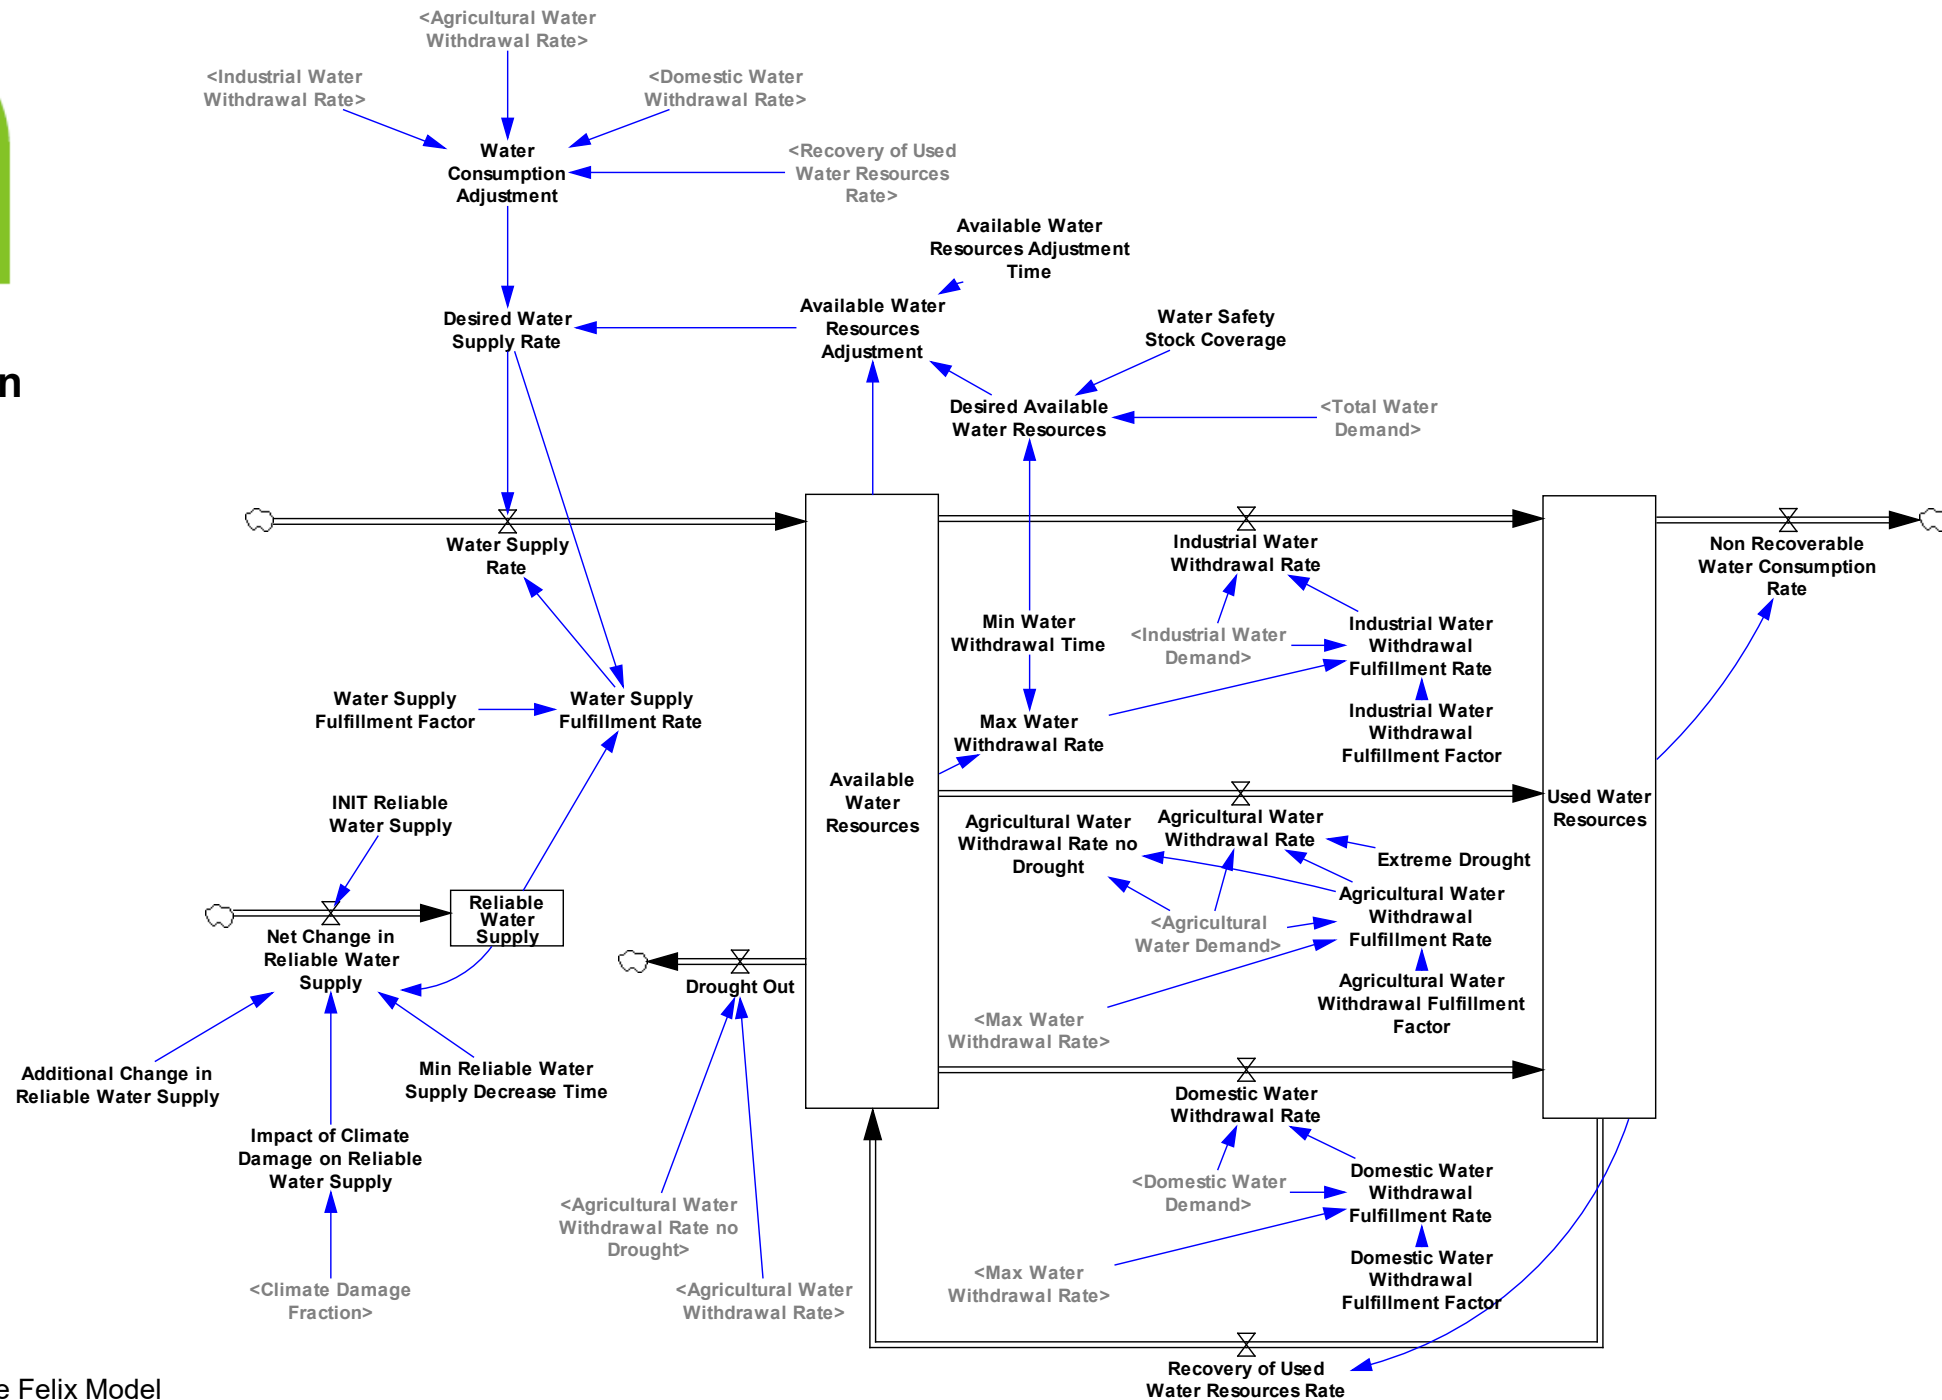 <Agricultural Water
Withdrawal Rate>
<Industrial Water
Withdrawal Rate>
<Domestic Water
Withdrawal Rate>
Water
Consumption
Adjustment
<Recovery of Used
Water Resources
Rate>
Available Water
Resources Adjustment
Time
Desired Water
Supply Rate
Available Water
Resources
Adjustment
Water Safety
Stock Coverage
n
Desired Available
Water Resources
<Total Water
Demand>
Water Supply
Rate
Industrial Water
Withdrawal Rate
Non Recoverable
Water Consumption
Rate
Min Water
Withdrawal Time
<Industrial Water
Demand>
Industrial Water
Withdrawal
Fulfillment Rate
Water Supply
Fulfillment Factor
Water Supply
Fulfillment Rate
Max Water
Withdrawal Rate
Industrial Water
Withdrawal
Fulfillment Factor
Available
Water
Resources
Used Water
Resources
INIT Reliable
Water Supply
Agricultural Water
Withdrawal Rate no
Drought
Agricultural Water
Withdrawal Rate
Extreme Drought
Reliable
Water
Supply
Net Change in
Reliable Water
Supply
<Agricultural
Water Demand>
Agricultural Water
Withdrawal
Fulfillment Rate
Drought Out
Agricultural Water
Withdrawal Fulfillment
Factor
<Max Water
Withdrawal Rate>
Additional Change in
Reliable Water Supply
Min Reliable Water
Supply Decrease Time
Domestic Water
Withdrawal Rate
Impact of Climate
Damage on Reliable
Water Supply
<Domestic Water
Demand>
Domestic Water
Withdrawal
Fulfillment Rate
<Agricultural Water
Withdrawal Rate no
Drought>
<Climate Damage
Fraction>
<Agricultural Water
Withdrawal Rate>
<Max Water
Withdrawal Rate>
Domestic Water
Withdrawal
Fulfillment Factor
Recovery of Used
Water Resources Rate
e Felix Model